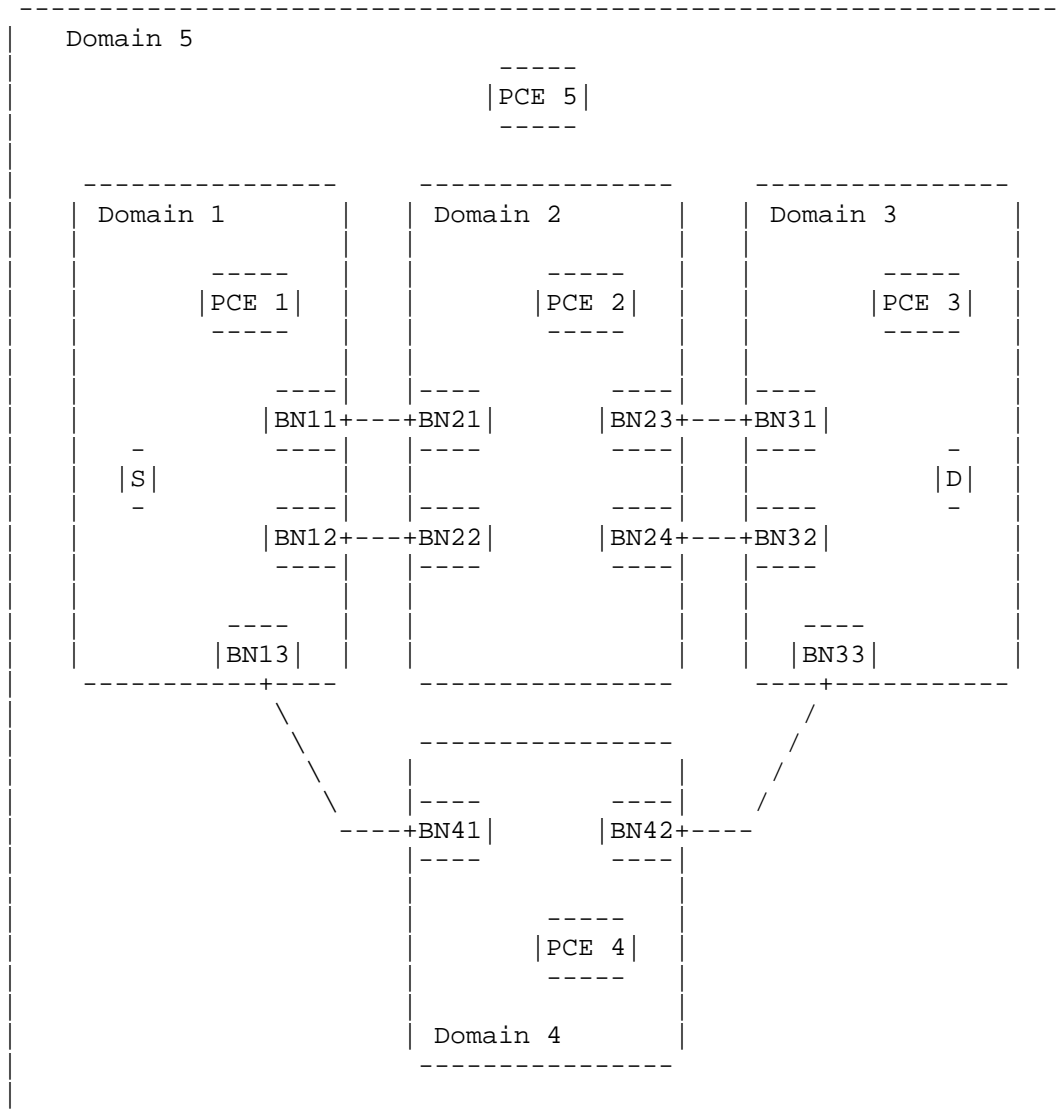 Domain 5
PCE 5
Domain 1 Domain 2 Domain 3
PCE 1 PCE 2 PCE 3
BN11 BN21 BN23 BN31
S D
BN12 BN22 BN24 BN32
BN13 BN33
BN41 BN42
PCE 4
Domain 4